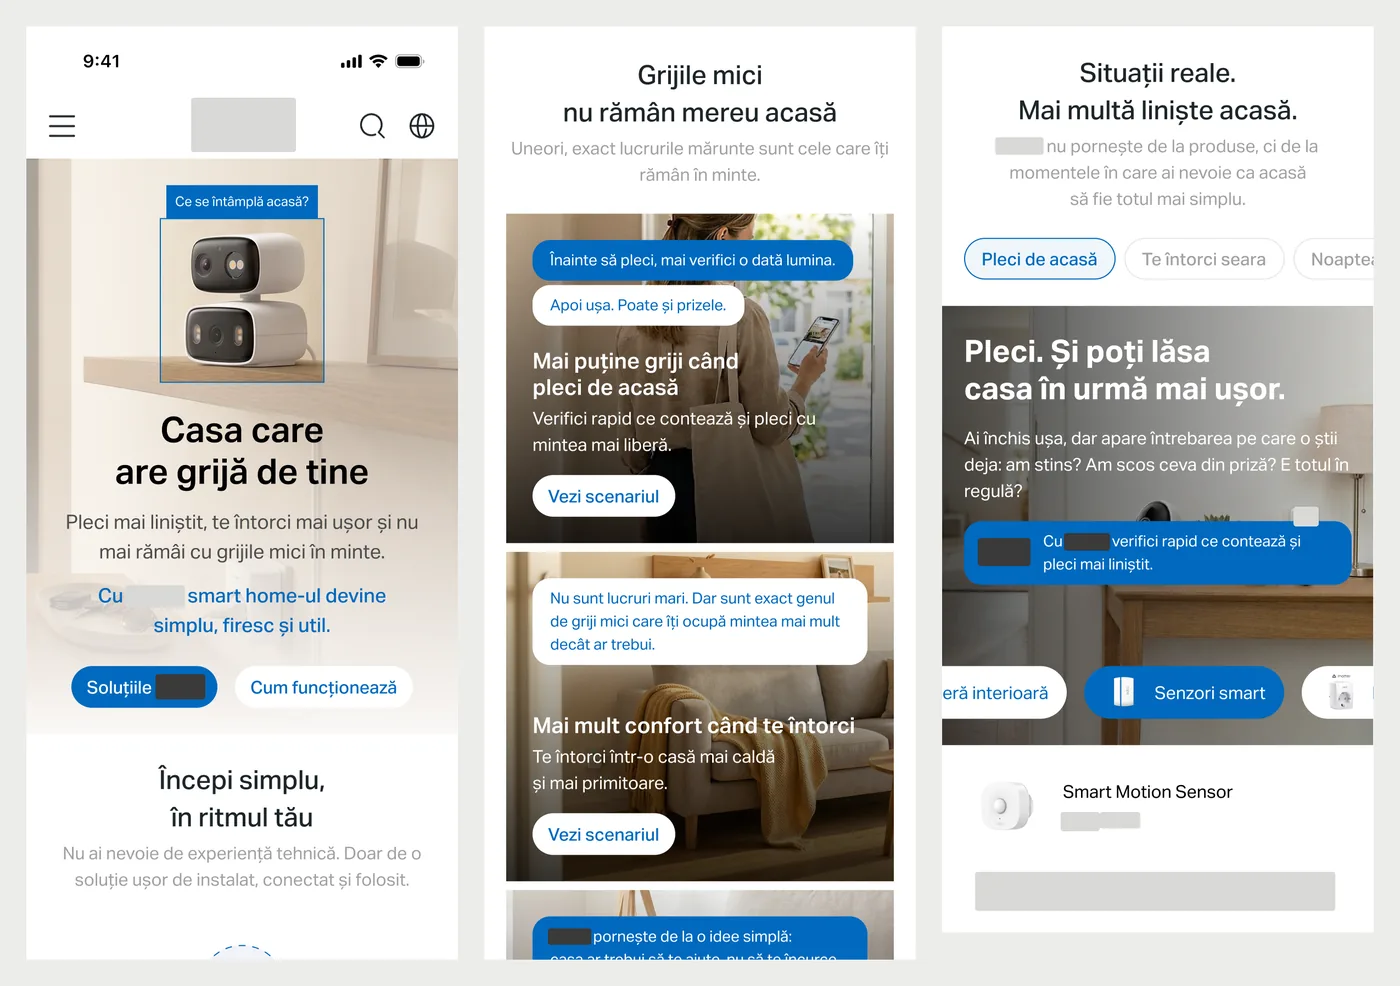 9:41
Ce se întâmplă acasă?
Casa care
are grijă de tine
Pleci mai liniștit, te întorci mai ușor și nu
mai rămâi cu grijile mici în minte.
Cu smart home-ul devine
simplu, firesc și util.
Soluțiile
Cum funcționează
Începi simplu,
în ritmul tău
Nu ai nevoie de experiență tehnică. Doar de o
soluție ușor de instalat, conectat și folosit.
Grijile mici
nu rămân mereu acasă
Uneori, exact lucrurile mărunte sunt cele care îți
rămân în minte.
Înainte să pleci, mai verifici o dată lumina.
Apoi ușa. Poate și prizele.
Mai puține griji când
pleci de acasă
Verifici rapid ce contează și pleci cu
mintea mai liberă.
Vezi scenariul
Nu sunt lucruri mari. Dar sunt exact genul
de griji mici care îți ocupă mintea mai mult
decât ar trebui.
Mai mult confort când te întorci
Te întorci într-o casă mai caldă
și mai primitoare.
Vezi scenariul
pornește de la o idee simplă:
casa ar trebui să te ajute, nu să te încurce
Situații reale.
Mai multă liniște acasă.
nu pornește de la produse, ci de la
momentele în care ai nevoie ca acasă
să fie totul mai simplu.
Pleci de acasă
Te întorci seara
Noaptea
Pleci. Și poți lăsa
casa în urmă mai ușor.
Ai închis ușa, dar apare întrebarea pe care o știi
deja: am stins? Am scos ceva din priză? E totul în
regulă?
Cu verifici rapid ce contează și
pleci mai liniștit.
eră interioară
Senzori smart
Smart Motion Sensor